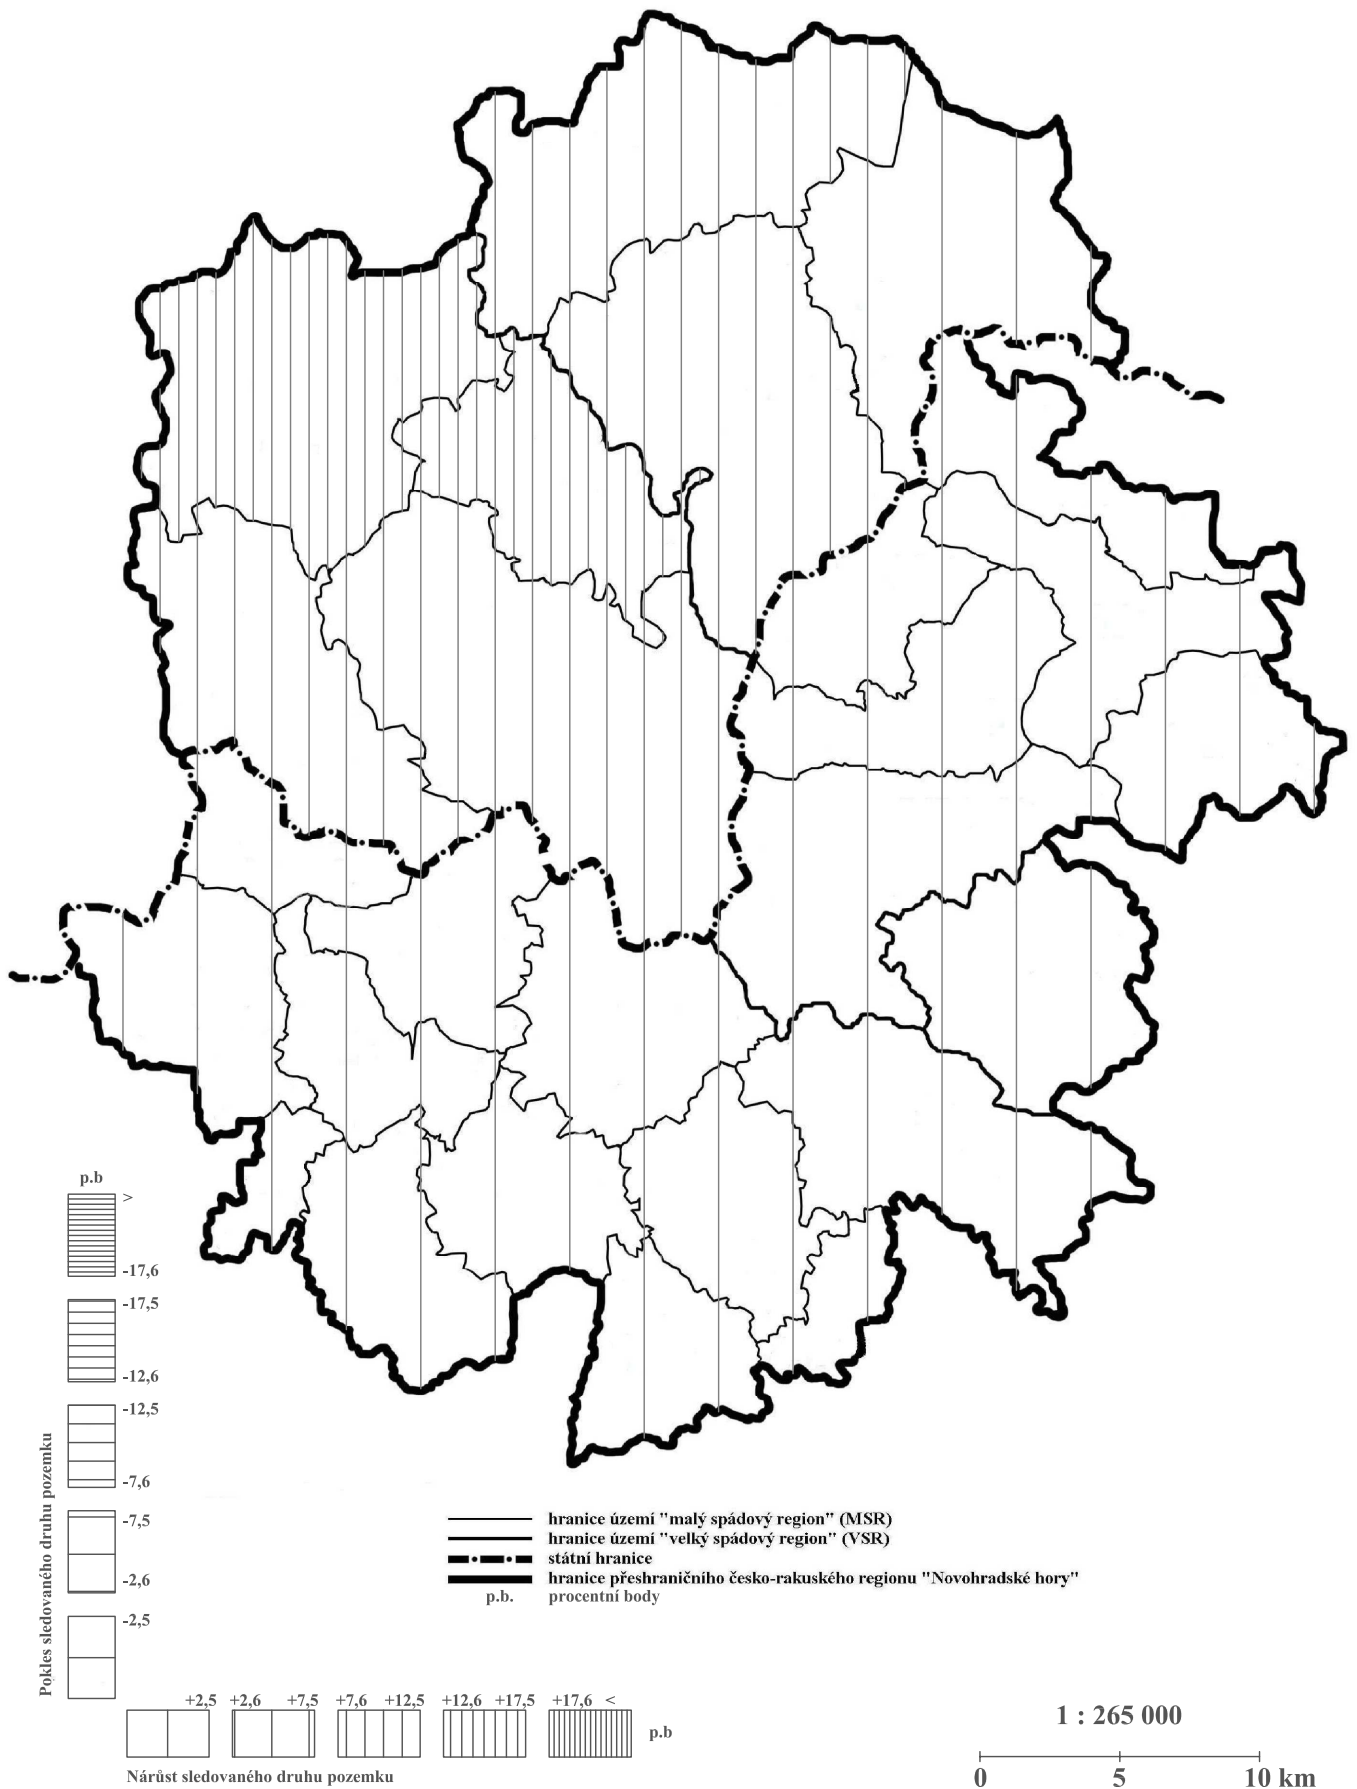 p.b
>
-17,6
-17,5
-12,6
-12,5
-7,6
-7,5
-2,6
-2,5
Pokles sledovaného druhu pozemku
hranice území "malý spádový region" (MSR)
hranice území "velký spádový region" (VSR)
státní hranice
hranice přeshraničního česko-rakuského regionu "Novohradské hory"
p.b. procentní body
+2,5 +2,6 +7,5 +7,6 +12,5 +12,6 +17,5 +17,6 <
p.b
Nárůst sledovaného druhu pozemku
1 : 265 000
0 5 10 km